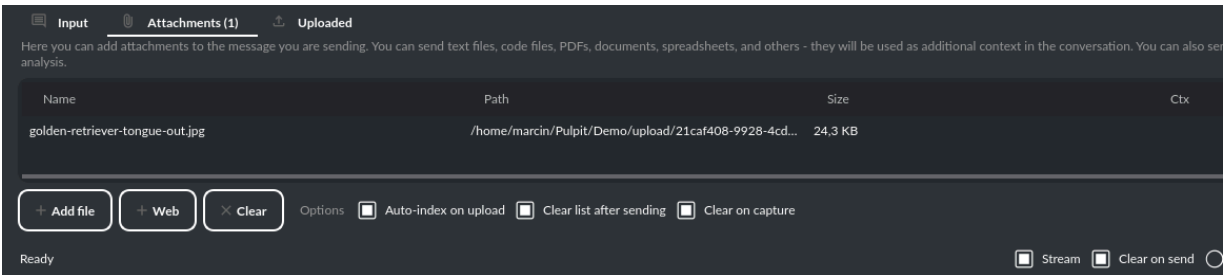 Input Attachments (1) Uploaded
Here you can add attachments to the message you are sending. You can send text files, code files, PDFs, documents, spreadsheets, and others - they will be used as additional context in the conversation. You can also
analysis.
Name Path Size Ctx
golden-retriever-tongue-out.jpg /home/marcin/Pulpit/Demo/upload/21caf408-9928-4cd... 24,3 KB
+ Add file + Web × Clear Options Auto-index on upload Clear list after sending Clear on capture
Ready Stream Clear on send